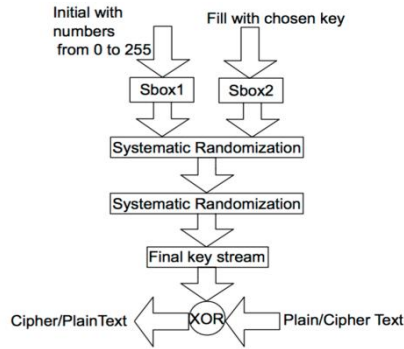 Initial with
numbers
from 0 to 255
Fill with chosen key
Sbox1
Sbox2
Systematic Randomization
Systematic Randomization
Final key stream
XOR
Cipher/PlainText
Plain/Cipher Text